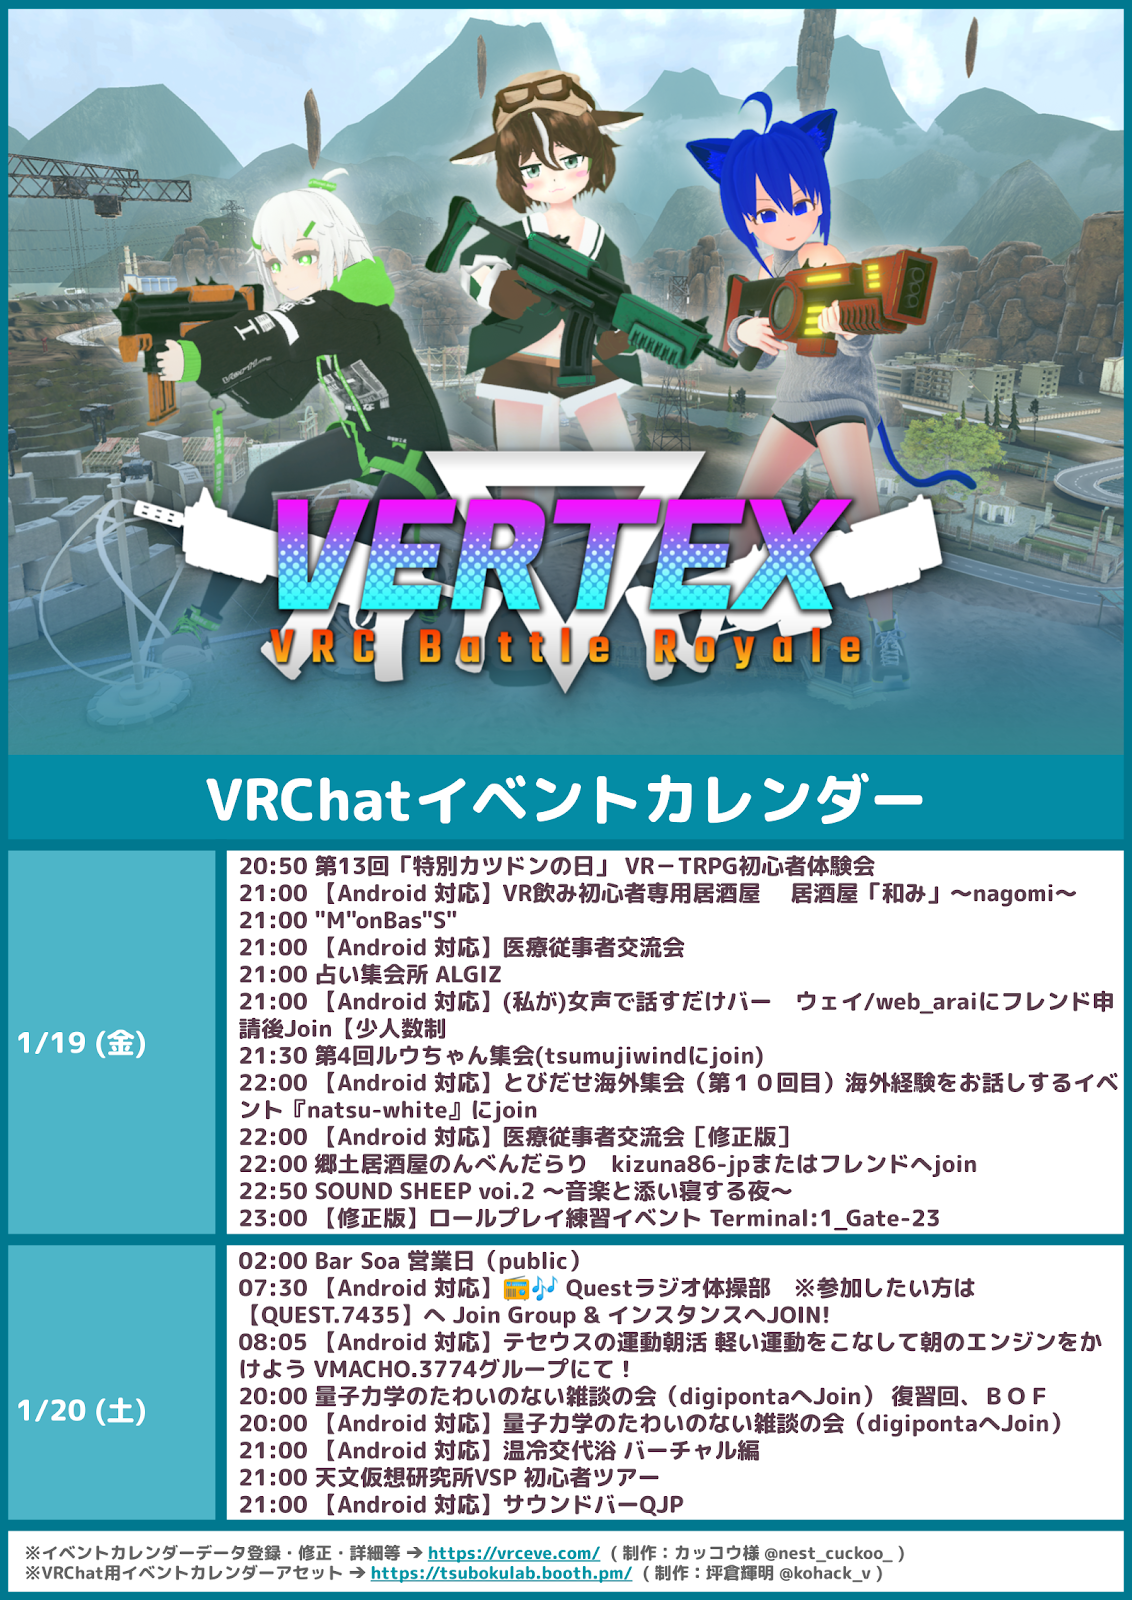 VERTEX
VRC Battle Royale
VRChatイベントカレンダー
1/19 (金)
20:50 第13回「特別カツドンの日」 VR－TRPG初心者体験会
21:00 【Android 対応】VR飲み初心者専用居酒屋　 居酒屋「和み」～nagomi～
21:00 "M"onBas"S"
21:00 【Android 対応】医療従事者交流会
21:00 占い集会所 ALGIZ
21:00 【Android 対応】(私が)女声で話すだけバー　ウェイ/web_araiにフレンド申
請後Join【少人数制
21:30 第4回ルウちゃん集会(tsumujiwindにjoin)
22:00 【Android 対応】とびだせ海外集会（第１０回目）海外経験をお話しするイベ
ント『natsu-white』にjoin
22:00 【Android 対応】医療従事者交流会［修正版］
22:00 郷土居酒屋のんべんだらり　kizuna86-jpまたはフレンドへjoin
22:50 SOUND SHEEP voi.2 ～音楽と添い寝する夜～
23:00 【修正版】ロールプレイ練習イベント Terminal:1_Gate-23
1/20 (土)
02:00 Bar Soa 営業日（public）
07:30 【Android 対応】📻🎶 Questラジオ体操部　※参加したい方は
【QUEST.7435】へ Join Group & インスタンスへJOIN!
08:05 【Android 対応】テセウスの運動朝活 軽い運動をこなして朝のエンジンをか
けよう VMACHO.3774グループにて！
20:00 量子力学のたわいのない雑談の会（digipontaへJoin） 復習回、ＢＯＦ
20:00 【Android 対応】量子力学のたわいのない雑談の会（digipontaへJoin）
21:00 【Android 対応】温冷交代浴 バーチャル編
21:00 天文仮想研究所VSP 初心者ツアー
21:00 【Android 対応】サウンドバーQJP
※イベントカレンダーデータ登録・修正・詳細等 → https://vrceve.com/ （制作：カッコウ様 @nest_cuckoo_）
※VRChat用イベントカレンダーアセット → https://tsubokulab.booth.pm/ （制作：坪倉輝明 @kohack_v）